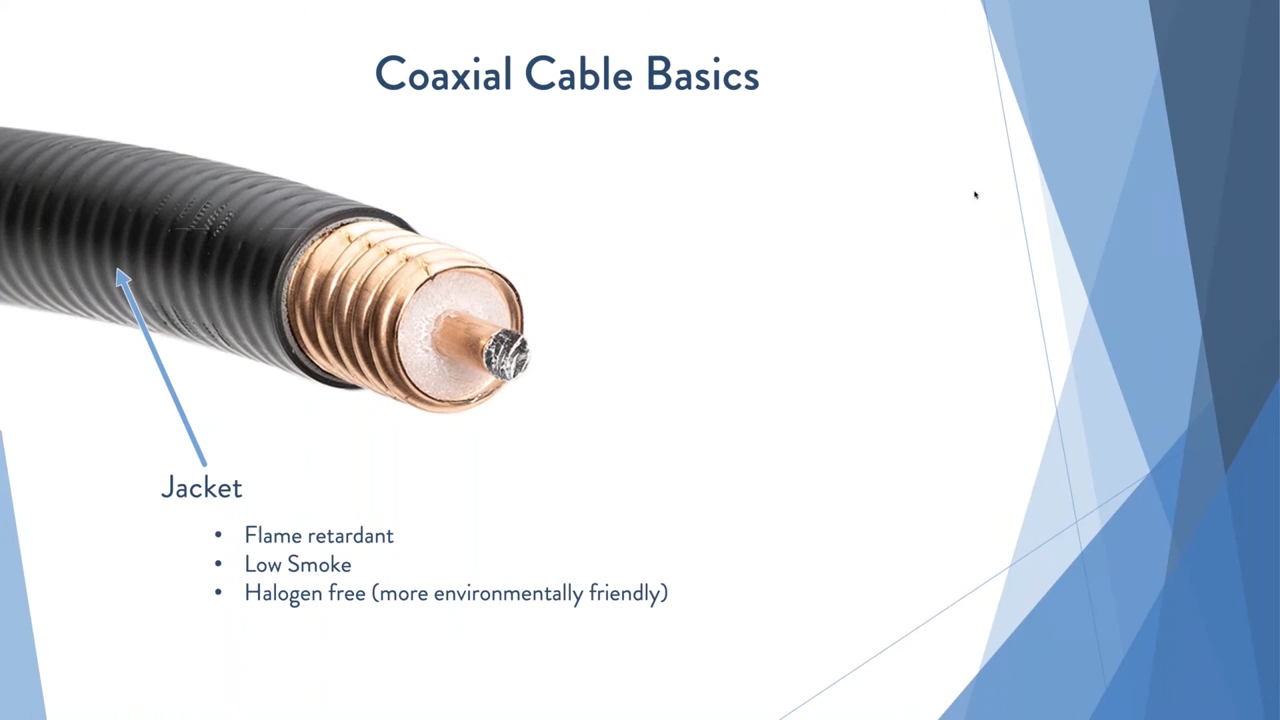 Coaxial Cable Basics
Jacket
• Flame retardant
• Low Smoke
• Halogen free (more environmentally friendly)